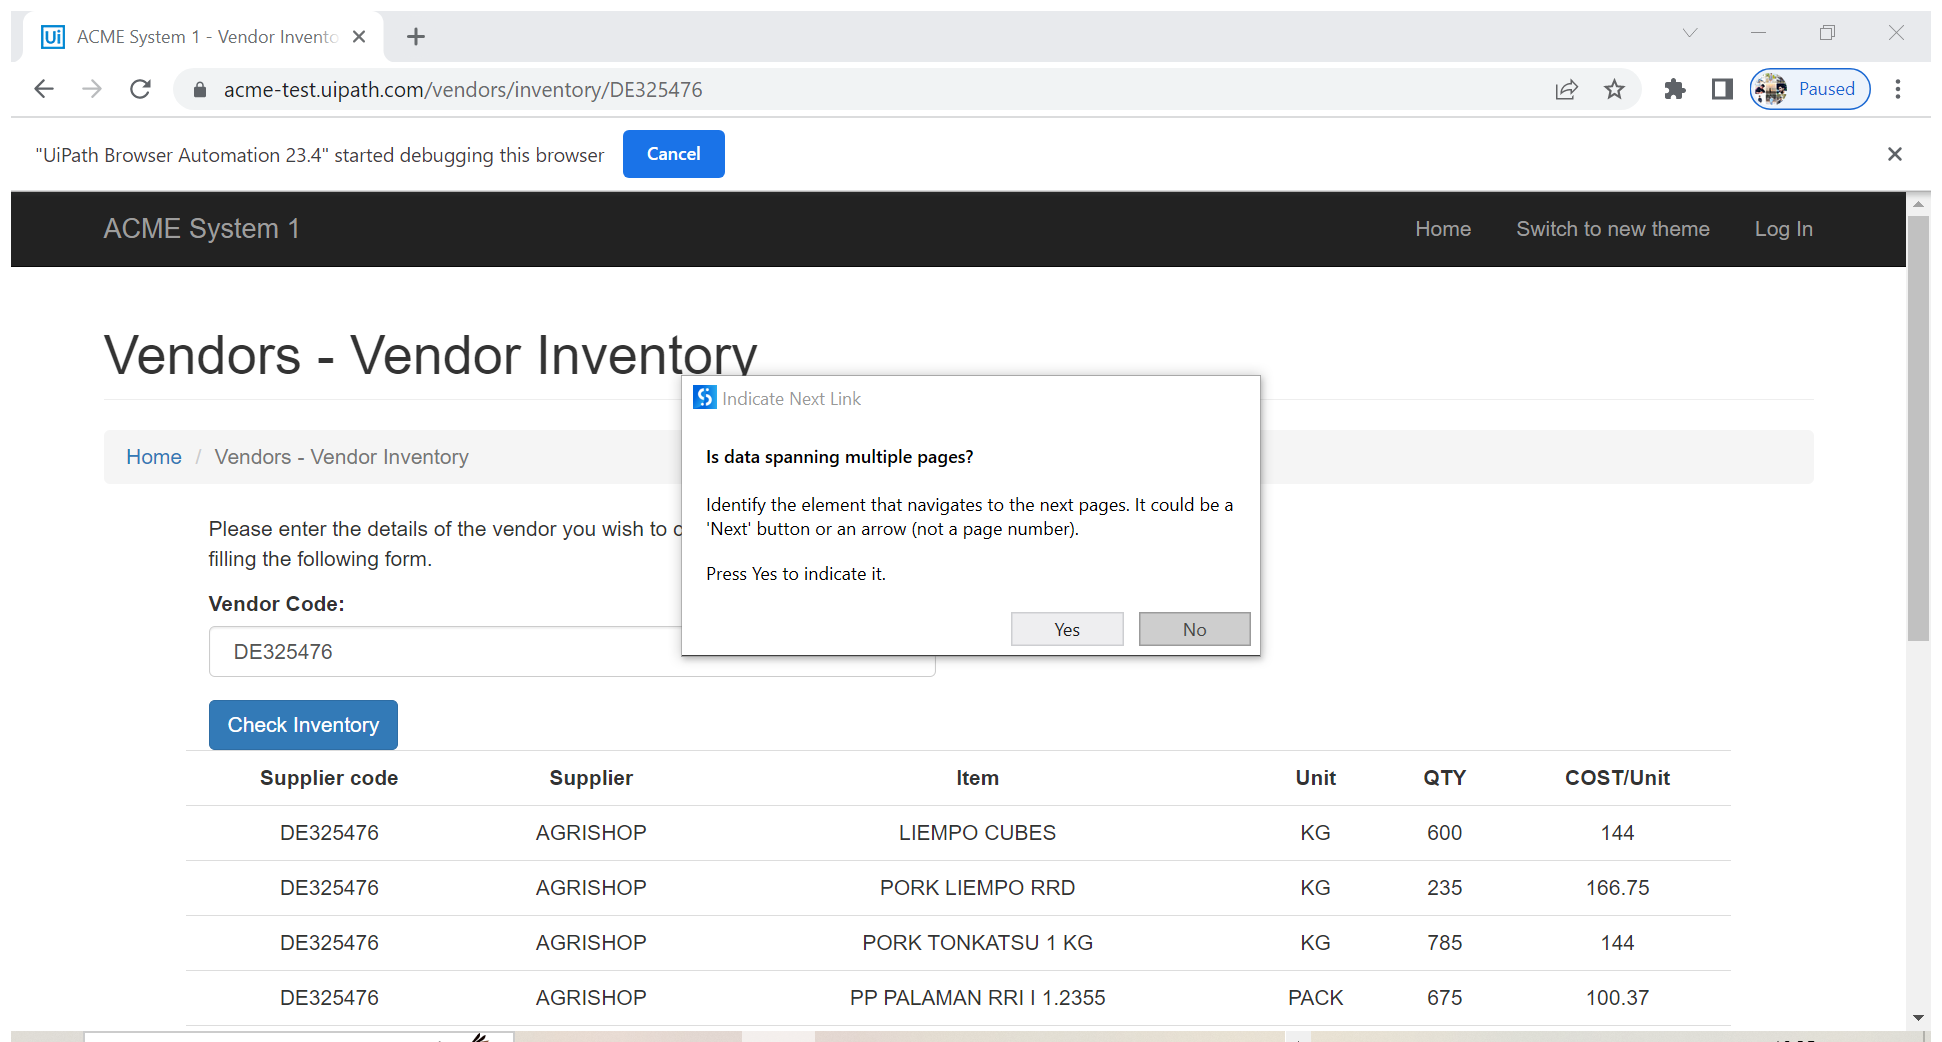 Ui ACME System 1 - Vendor Invento
acme-test.uipath.com/vendors/inventory/DE325476
Paused
"UiPath Browser Automation 23.4" started debugging this browser
Cancel
ACME System 1
Home Switch to new theme Log In
Vendors - Vendor Inventory
Home / Vendors - Vendor Inventory
Please enter the details of the vendor you wish to
filling the following form.
Vendor Code:
DE325476
Check Inventory
Indicate Next Link
Is data spanning multiple pages?
Identify the element that navigates to the next pages. It could be a
'Next' button or an arrow (not a page number).
Press Yes to indicate it.
Yes No
Supplier code Supplier Item Unit QTY COST/Unit
DE325476 AGRISHOP LIEMPO CUBES KG 600 144
DE325476 AGRISHOP PORK LIEMPO RRD KG 235 166.75
DE325476 AGRISHOP PORK TONKATSU 1 KG KG 785 144
DE325476 AGRISHOP PP PALAMAN RRI I 1.2355 PACK 675 100.37